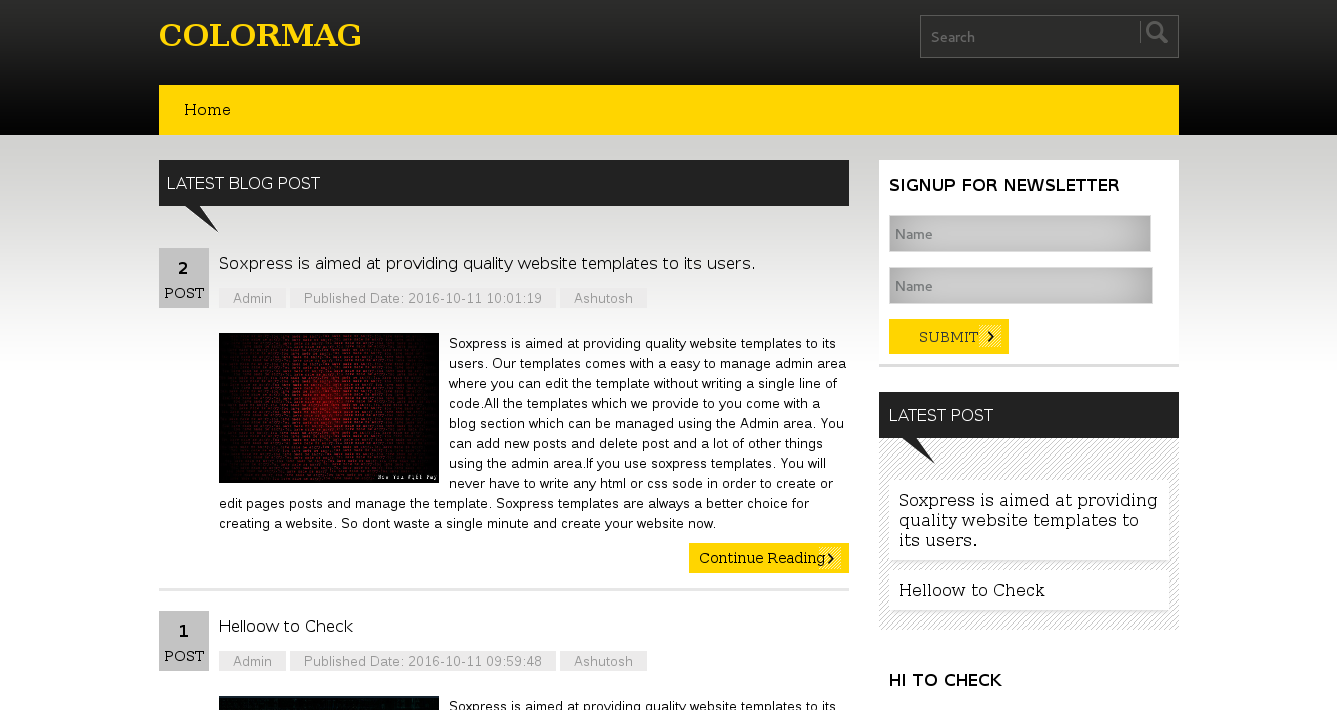 COLORMAG
Search
Home
LATEST BLOG POST
2
POST
Soxpress is aimed at providing quality website templates to its users.
Admin
Published Date: 2016-10-11 10:01:19
Ashutosh
Soxpress is aimed at providing quality website templates to its
users. Our templates comes with a easy to manage admin area
where you can edit the template without writing a single line of
code.All the templates which we provide to you come with a
blog section which can be managed using the Admin area. You
can add new posts and delete post and a lot of other things
using the admin area.If you use soxpress templates. You will
never have to write any html or css sode in order to create or
edit pages posts and manage the template. Soxpress templates are always a better choice for
creating a website. So dont waste a single minute and create your website now.
Continue Reading
1
POST
Helloow to Check
Admin
Published Date: 2016-10-11 09:59:48
Ashutosh
Soxpress is aimed at providing quality website templates to its
SIGNUP FOR NEWSLETTER
Name
Name
SUBMIT
LATEST POST
Soxpress is aimed at providing
quality website templates to
its users.
Helloow to Check
HI TO CHECK